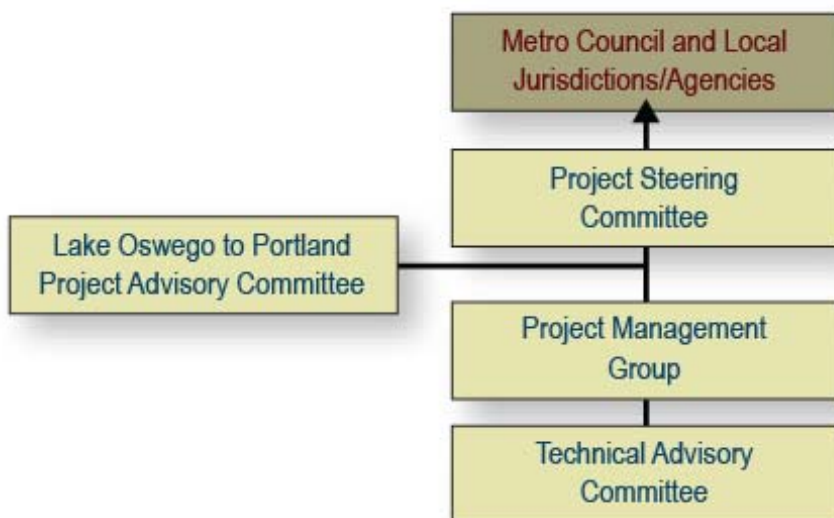 Metro Council and Local
Jurisdictions/Agencies
Project Steering
Committee
Lake Oswego to Portland
Project Advisory Committee
Project Management
Group
Technical Advisory
Committee